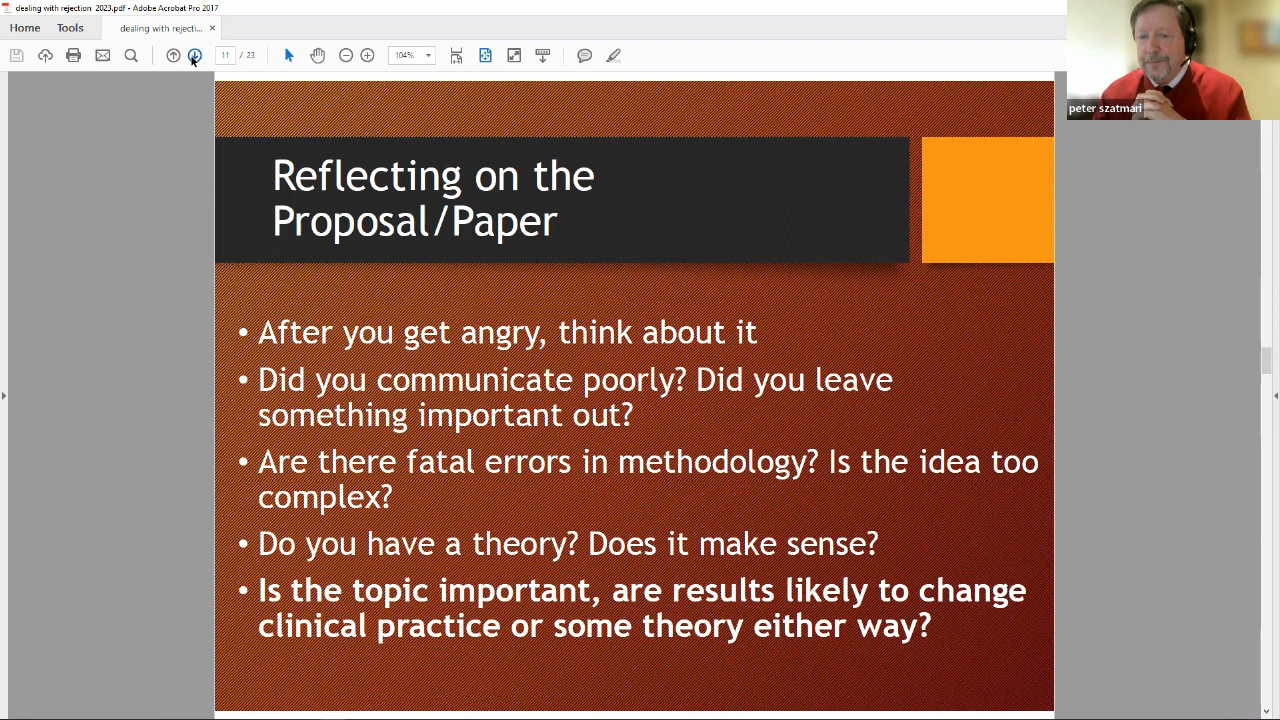 dealing with rejection 2023.pdf - Adobe Acrobat Pro 2017
Home Tools dealing with rejecti... ×
11 / 23 104%
peter szatmari
Reflecting on the
Proposal/Paper
• After you get angry, think about it
• Did you communicate poorly? Did you leave
something important out?
• Are there fatal errors in methodology? Is the idea too
complex?
• Do you have a theory? Does it make sense?
• Is the topic important, are results likely to change
clinical practice or some theory either way?